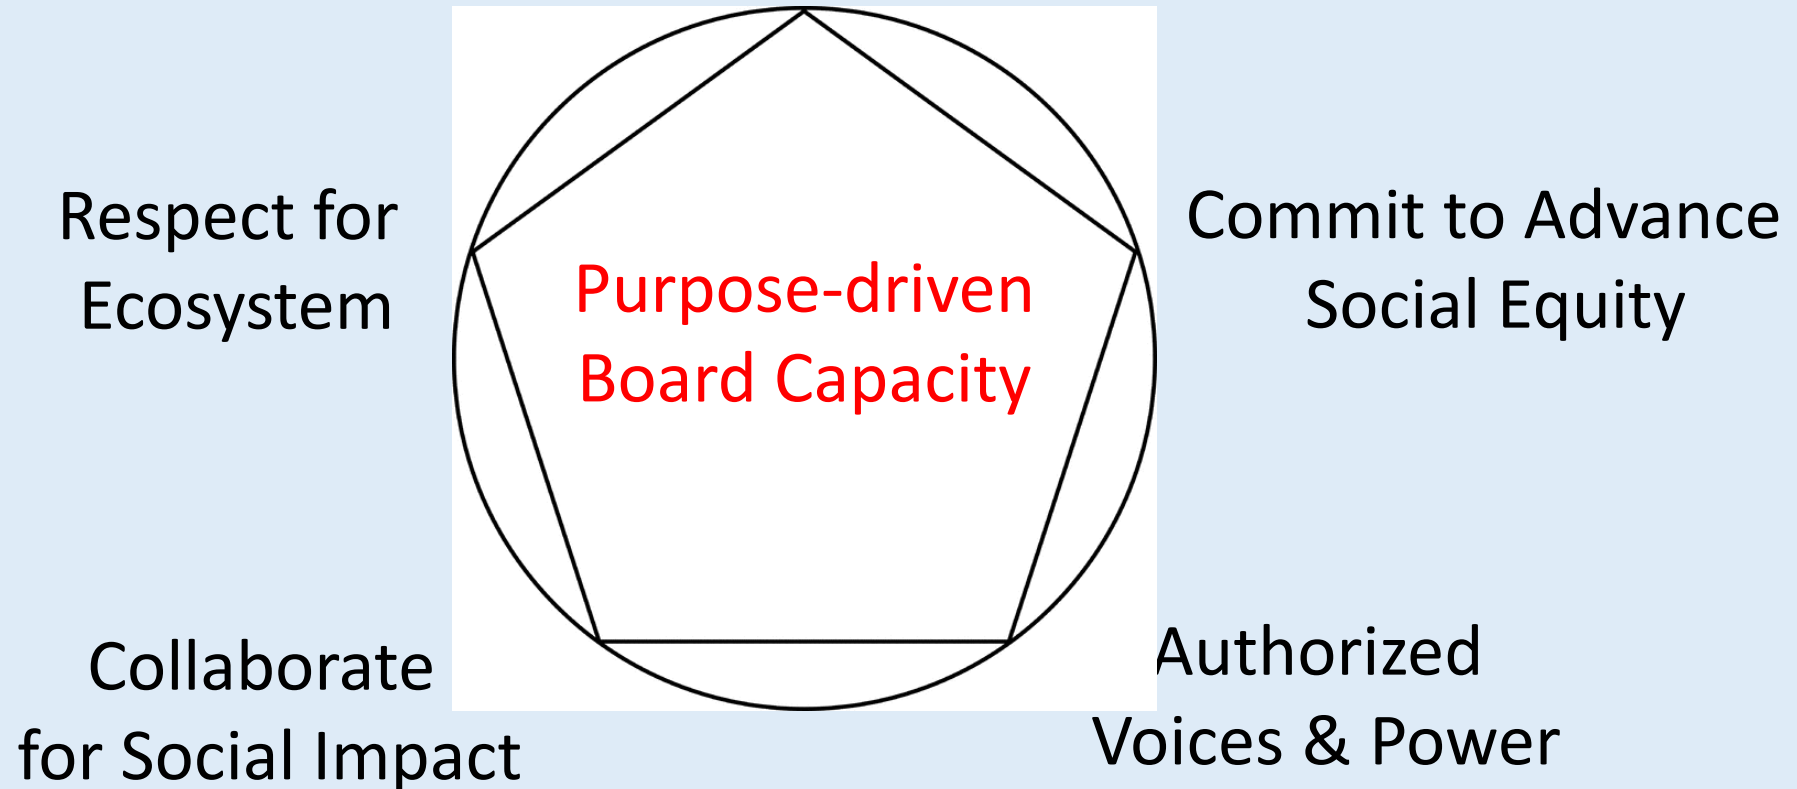 Respect for
Ecosystem
Purpose-driven
Board Capacity
Commit to Advance
Social Equity
Collaborate
for Social Impact
Authorized
Voices & Power